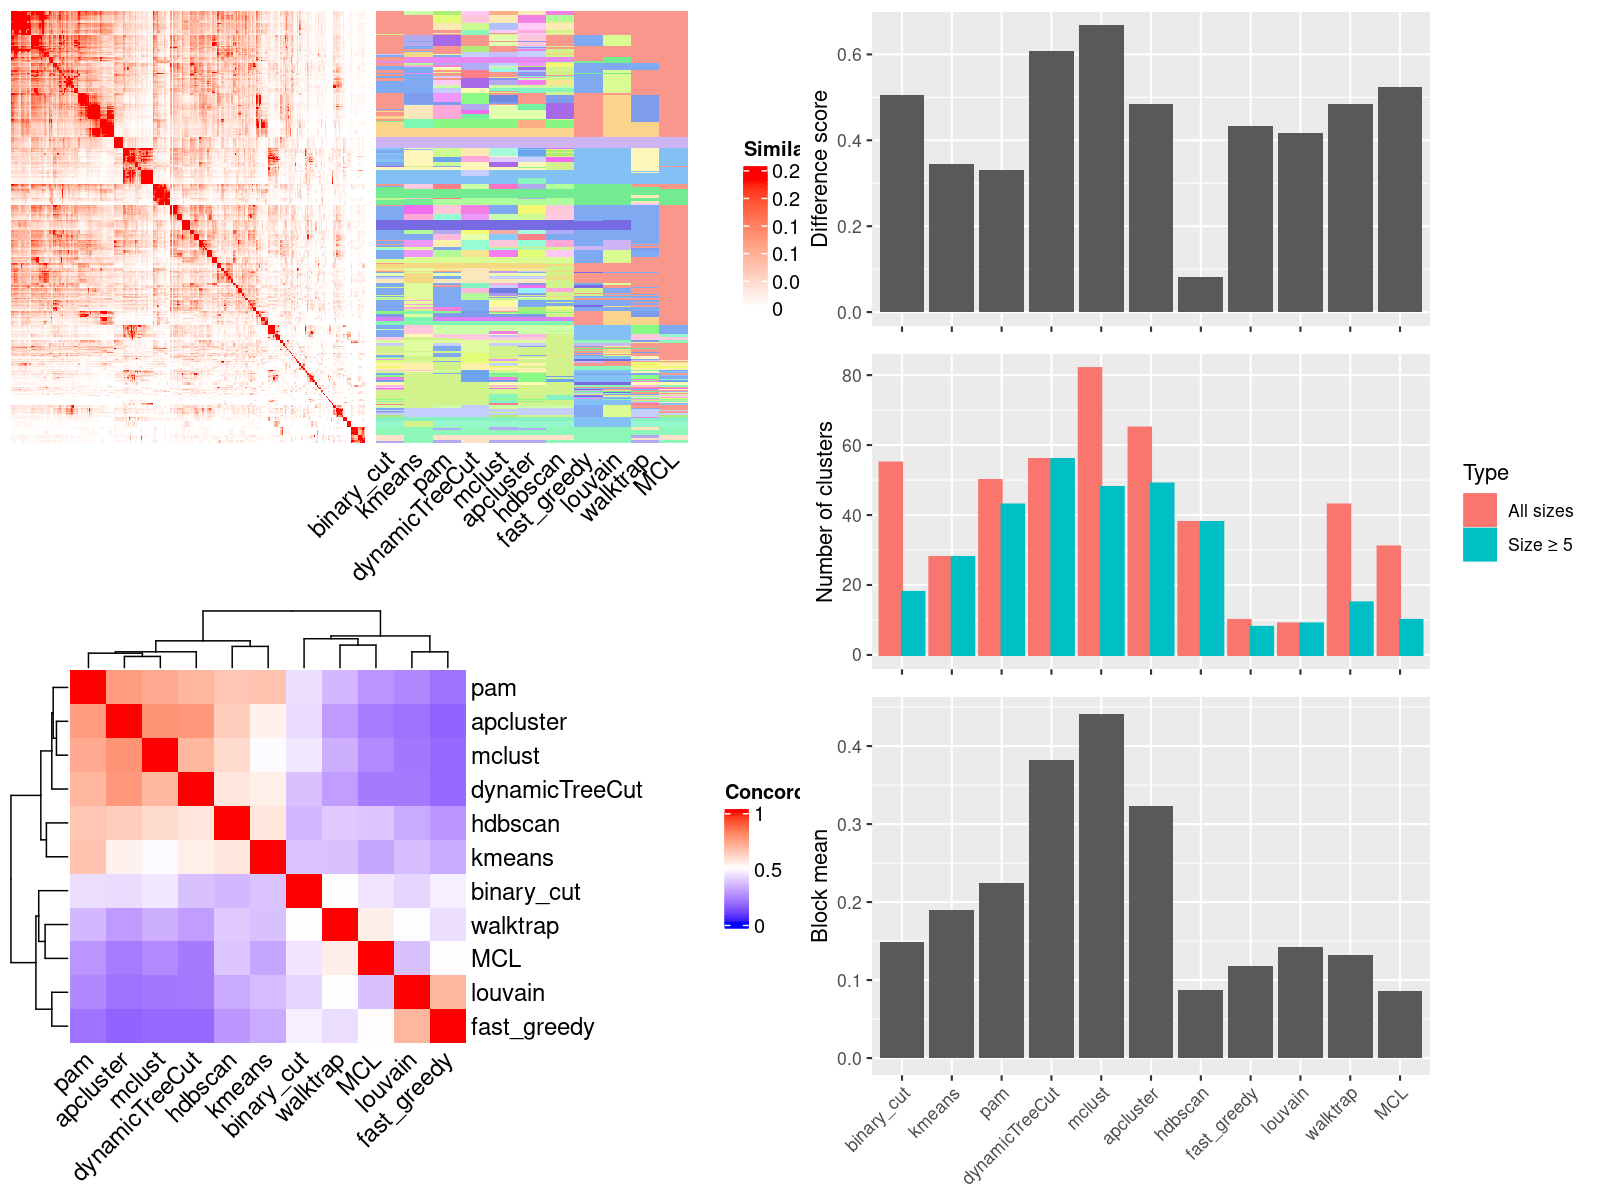 Simila
0.2
0.2
0.1
0.1
0.0
0
binary_cut
kmeans
pam
dynamicTreeCut
mclust
apcluster
hdbscan
fast_greedy
louvain
walktrap
MCL
pam
apcluster
mclust
dynamicTreeCut
hdbscan
kmeans
binary_cut
walktrap
MCL
louvain
fast_greedy
pam
apcluster
mclust
dynamicTreeCut
hdbscan
kmeans
binary_cut
walktrap
MCL
louvain
fast_greedy
Concord
1
0.5
0
Difference score
0.6
0.4
0.2
0.0
Number of clusters
80
60
40
20
0
Type
All sizes
Size ≥ 5
Block mean
0.4
0.3
0.2
0.1
0.0
binary_cut
kmeans
pam
dynamicTreeCut
mclust
apcluster
hdbscan
fast_greedy
louvain
walktrap
MCL